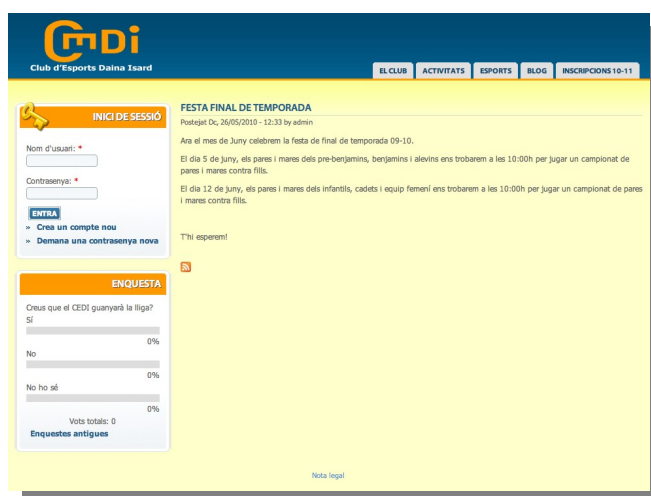 CMDi
Club d'Esports Daina Isard
EL CLUB
ACTIVITATS
ESPORTS
BLOG
INSCRIPCIONS 10-11
INICI DE SESSIÓ
Nom d'usuari: *
Contrasenya: *
ENTRA
» Crea un compte nou
» Demana una contrasenya nova
ENQUESTA
Creus que el CEDI guanyarà la lliga?
Sí
0%
No
0%
No ho sé
0%
Vots totals: 0
Enquestes antigues
FESTA FINAL DE TEMPORADA
Postejat Dc, 26/05/2010 - 12:33 by admin
Ara el mes de Juny celebrem la festa de final de temporada 09-10.
El dia 5 de juny, els pares i mares dels pre-benjamins, benjamins i alevins ens trobarem a les 10:00h per jugar un campionat de
pares i mares contra fills.
El dia 12 de juny, els pares i mares dels infantils, cadets i equip femení ens trobarem a les 10:00h per jugar un campionat de pares
i mares contra fills.
T'hi esperem!
Nota legal